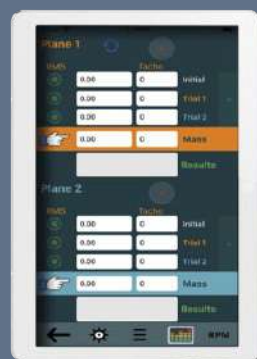 Plane 1
RMS Tacho
0.00 0 Initial
0.00 0 Trial 1
0.00 0 Trial 2
0.00 0 Mass
Results
Plane 2
RMS Tacho
0.00 0 Initial
0.00 0 Trial 1
0.00 0 Trial 2
0.00 0 Mass
Results
RPM